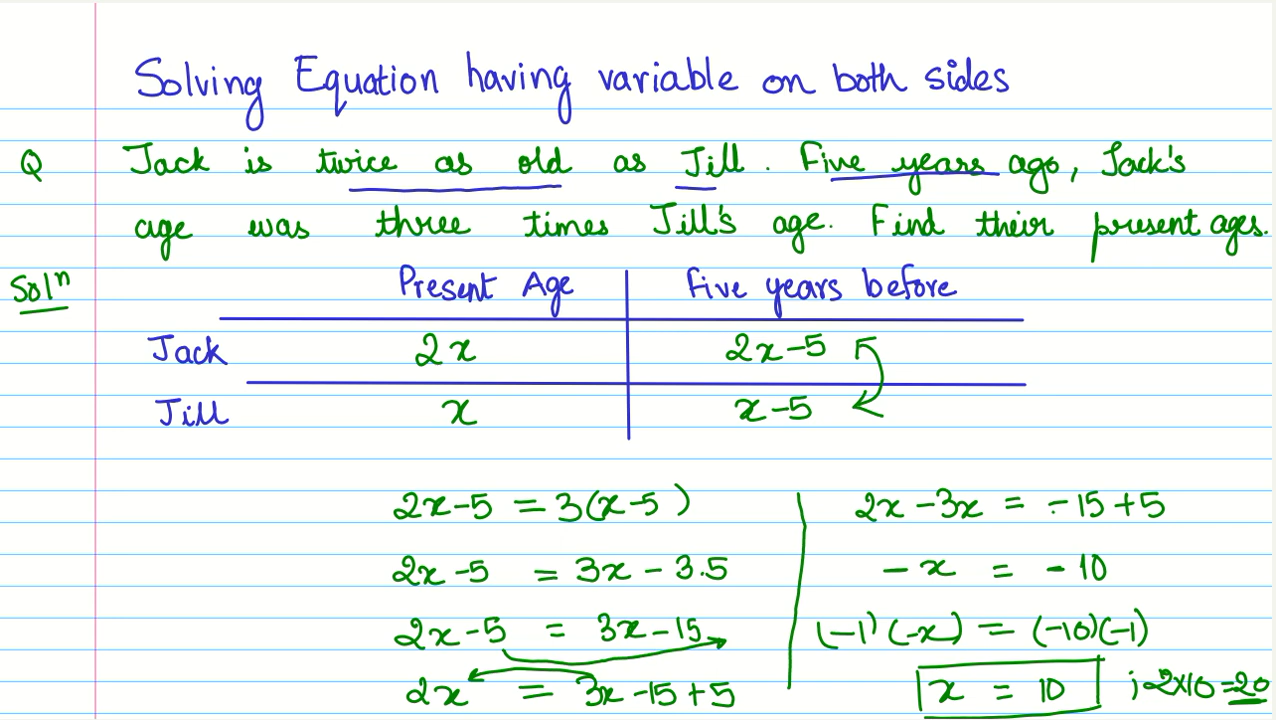 Solving Equation having variable on both sides
Q Jack is twice as old as Jill. Five years ago, Jack's
age was three times Jill's age. Find their present ages.
Solⁿ Present Age Five years before
Jack 2x 2x-5
Jill x x-5
2x-5 = 3(x-5)
2x-5 = 3x-3.5
2x-5 = 3x-15
2x = 3x-15+5
2x-3x = -15+5
-x = -10
(-1)(-x) = (-10)(-1)
x = 10 ; 2×10=20